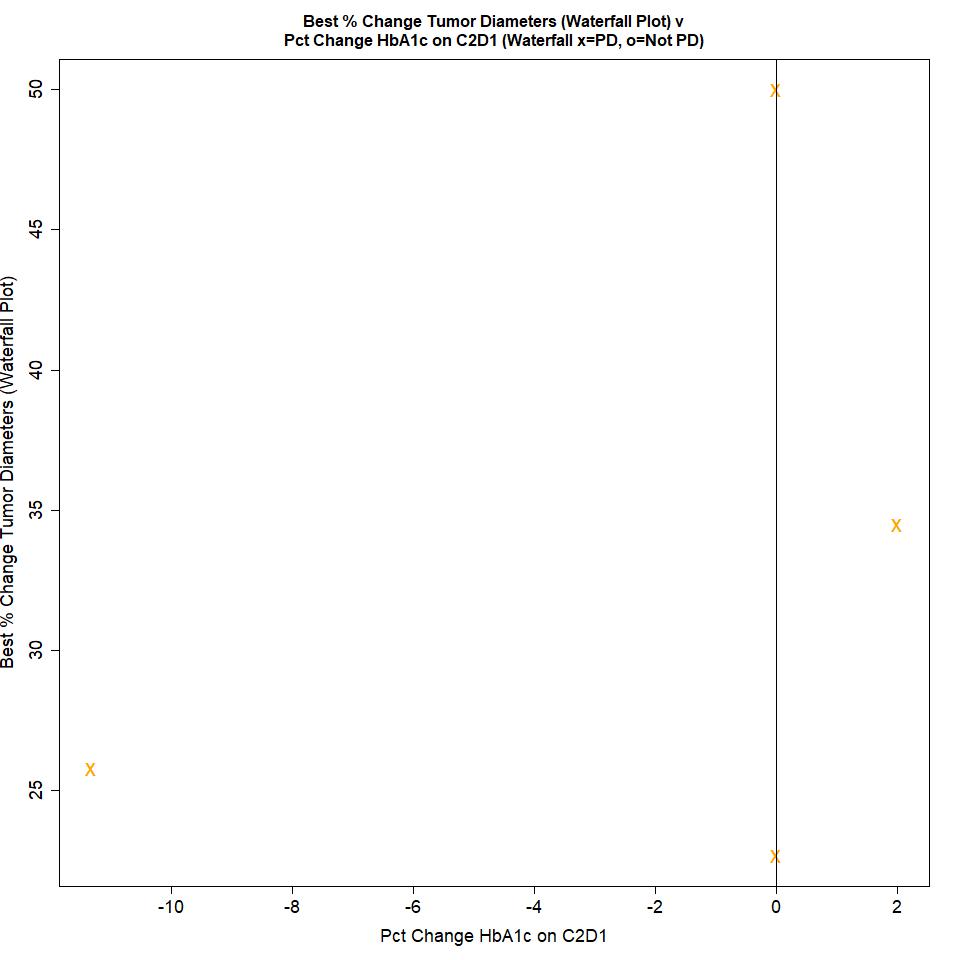 Best % Change Tumor Diameters (Waterfall Plot) v
Pct Change HbA1c on C2D1 (Waterfall x=PD, o=Not PD)
Best % Change Tumor Diameters (Waterfall Plot)
50
45
40
35
30
25
X
X
X
X
-10
-8
-6
-4
-2
0
2
Pct Change HbA1c on C2D1